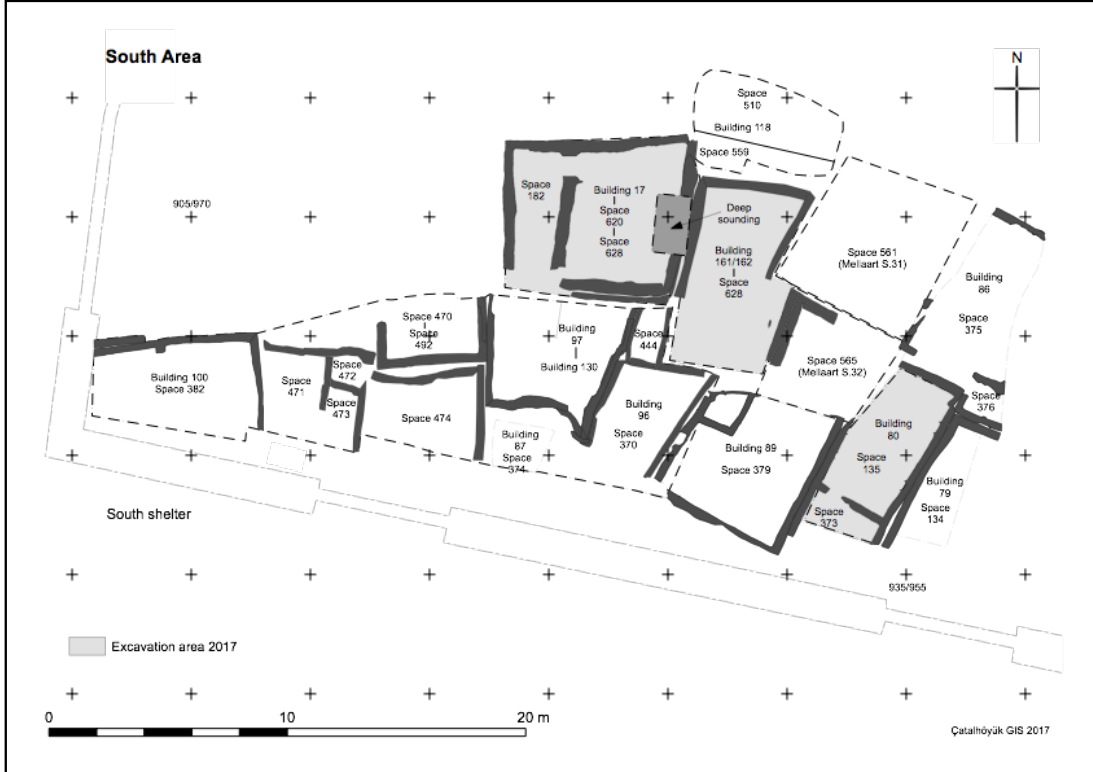 South Area
N
Space
510
Building 118
Space 559
Space
182
Building 17
Space
620
Space
628
Deep
sounding
905/970
Building
161/162
Space
628
Space 561
(Mellaart S.31)
Building
86
Space
375
Space 470
Space
492
Building
97
Building 130
Space
444
Space 565
(Mellaart S.32)
Building 100
Space 382
Space
471
Space
472
Space
473
Space 474
Building
87
Space
374
Building
96
Space
370
Building 89
Space 379
Building
80
Space
135
Space
376
Space
373
Building
79
Space
134
South shelter
935/955
Excavation area 2017
0 10 20 m
Çatalhöyük GIS 2017